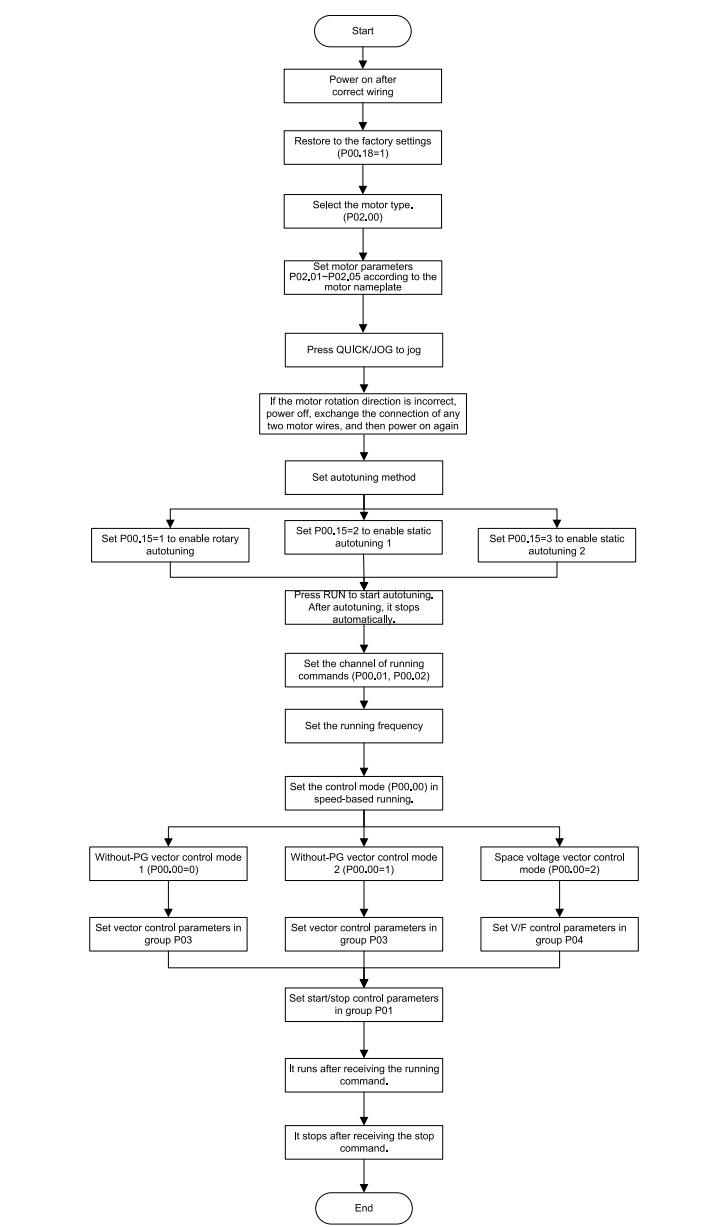 Start
Power on after
correct wiring
Restore to the factory settings
(P00.18=1)
Select the motor type.
(P02.00)
Set motor parameters
P02.01~P02.05 according to the
motor nameplate
Press QUICK/JOG to jog
If the motor rotation direction is incorrect,
power off, exchange the connection of any
two motor wires, and then power on again
Set autotuning method
Set P00.15=1 to enable rotary
autotuning
Set P00.15=2 to enable static
autotuning 1
Set P00.15=3 to enable static
autotuning 2
Press RUN to start autotuning.
After autotuning, it stops
automatically.
Set the channel of running
commands (P00.01, P00.02)
Set the running frequency
Set the control mode (P00.00) in
speed-based running.
Without-PG vector control mode
1 (P00.00=0)
Without-PG vector control mode
2 (P00.00=1)
Space voltage vector control
mode (P00.00=2)
Set vector control parameters in
group P03
Set vector control parameters in
group P03
Set V/F control parameters in
group P04
Set start/stop control parameters
in group P01
It runs after receiving the running
command.
It stops after receiving the stop
command.
End